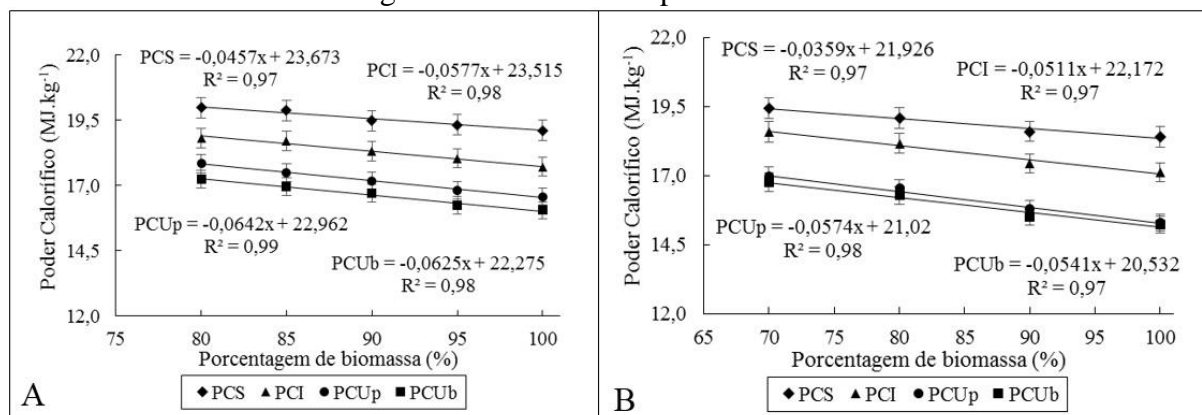 22,0
19,5
17,0
14,5
12,0
Poder Calorífico (MJ.kg⁻¹)
PCS = -0,0457x + 23,673
R² = 0,97
PCI = -0,0577x + 23,515
R² = 0,98
PCUp = -0,0642x + 22,962
R² = 0,99
PCUb = -0,0625x + 22,275
R² = 0,98
75 80 85 90 95 100
Porcentagem de biomassa (%)
PCS PCI PCUp PCUb
A
22,0
19,5
17,0
14,5
12,0
Poder Calorífico (MJ.kg⁻¹)
PCS = -0,0359x + 21,926
R² = 0,97
PCI = -0,0511x + 22,172
R² = 0,97
PCUp = -0,0574x + 21,02
R² = 0,98
PCUb = -0,0541x + 20,532
R² = 0,97
65 70 75 80 85 90 95 100
Porcentagem de biomassa (%)
PCS PCI PCUp PCUb
B